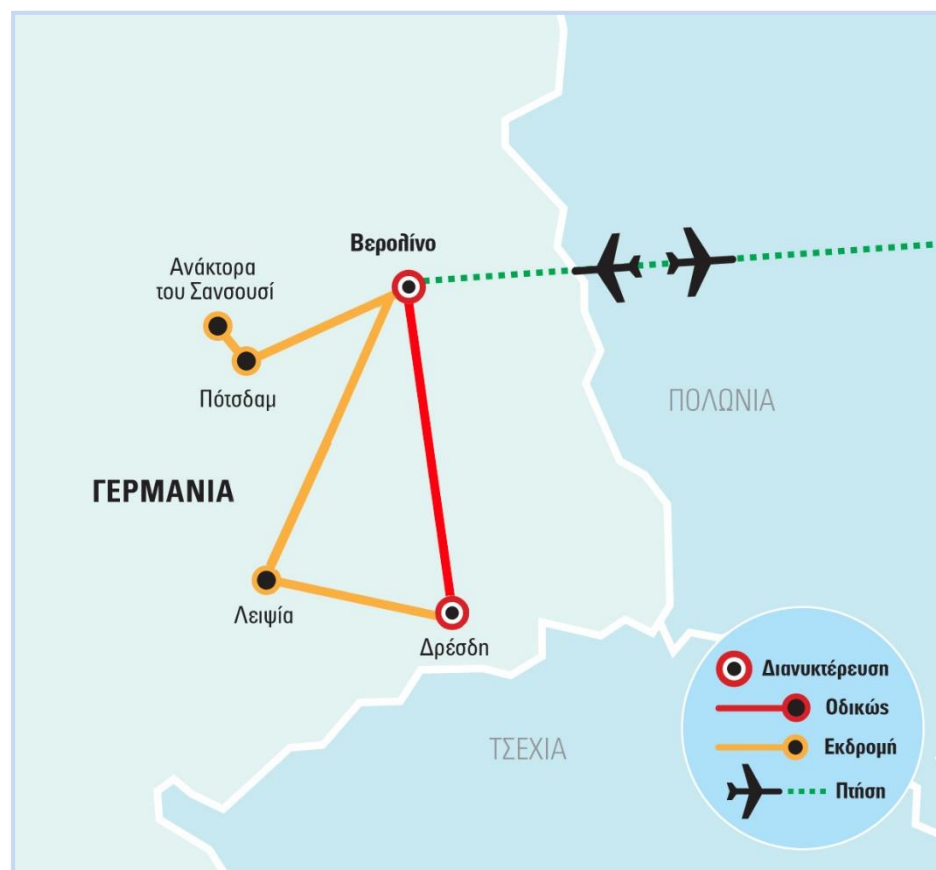 Βερολίνο
Ανάκτορα
του Σανσουσί
Πότσδαμ
ΠΟΛΩΝΙΑ
ΓΕΡΜΑΝΙΑ
Λειψία
Δρέσδη
ΤΣΕΧΙΑ
Διανυκτέρευση
Οδικώς
Εκδρομή
Πτήση